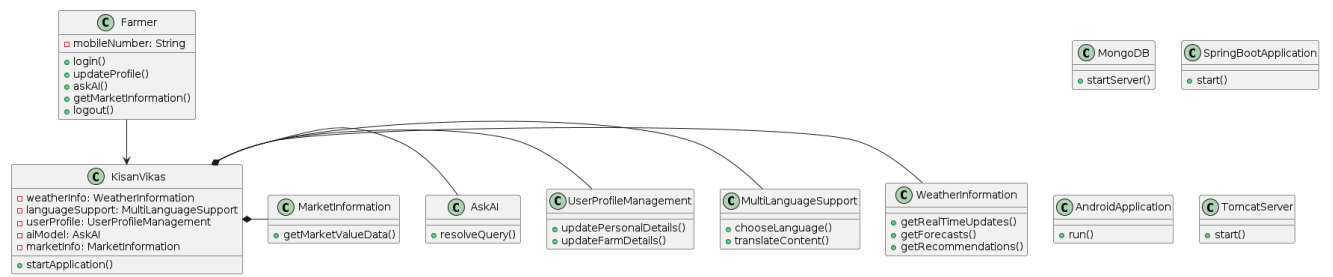 C Farmer
mobileNumber: String
login()
updateProfile()
askAI()
getMarketInformation()
logout()
C MongoDB
startServer()
C SpringBootApplication
start()
C KisanVikas
weatherInfo: WeatherInformation
languageSupport: MultiLanguageSupport
userProfile: UserProfileManagement
aiModel: AskAI
marketInfo: MarketInformation
startApplication()
C MarketInformation
getMarketValueData()
C AskAI
resolveQuery()
C UserProfileManagement
updatePersonalDetails()
updateFarmDetails()
C MultiLanguageSupport
chooseLanguage()
translateContent()
C WeatherInformation
getRealTimeUpdates()
getForecasts()
getRecommendations()
C AndroidApplication
run()
C TomcatServer
start()